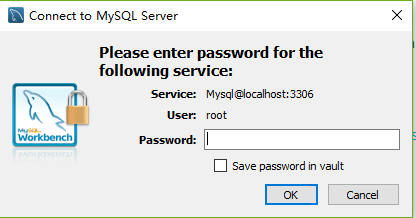 Connect to MySQL Server
Please enter password for the
following service:
Service: Mysql@localhost:3306
User: root
Password:
Save password in vault
OK Cancel
MySQL
Workbench